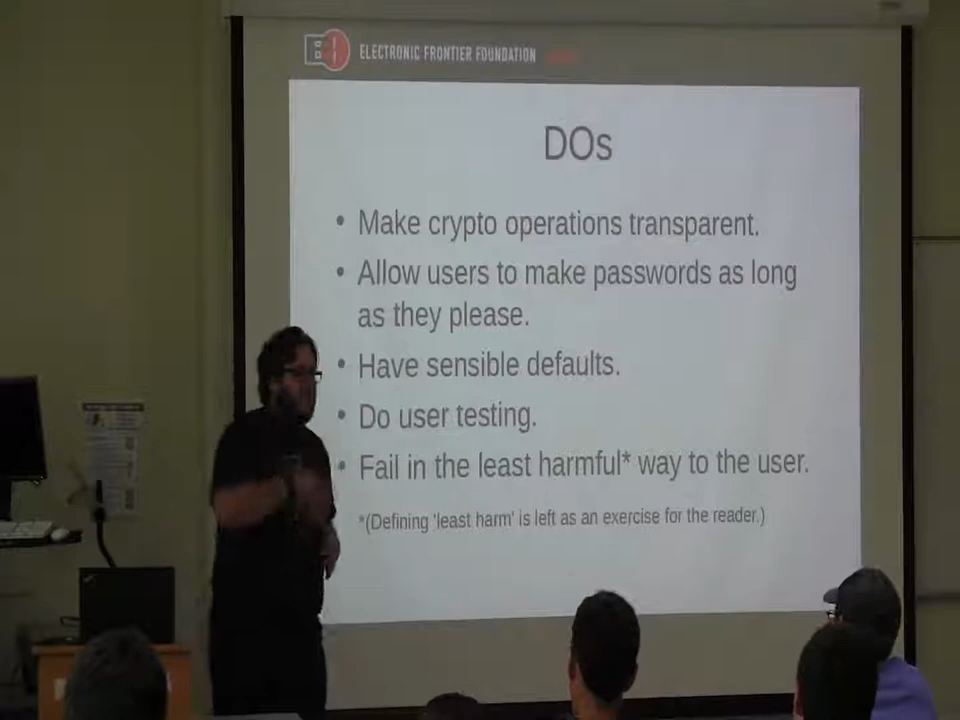 ELECTRONIC FRONTIER FOUNDATION
DOs
• Make crypto operations transparent.
• Allow users to make passwords as long
as they please.
• Have sensible defaults.
• Do user testing.
• Fail in the least harmful* way to the user.
*(Defining 'least harm' is left as an exercise for the reader.)